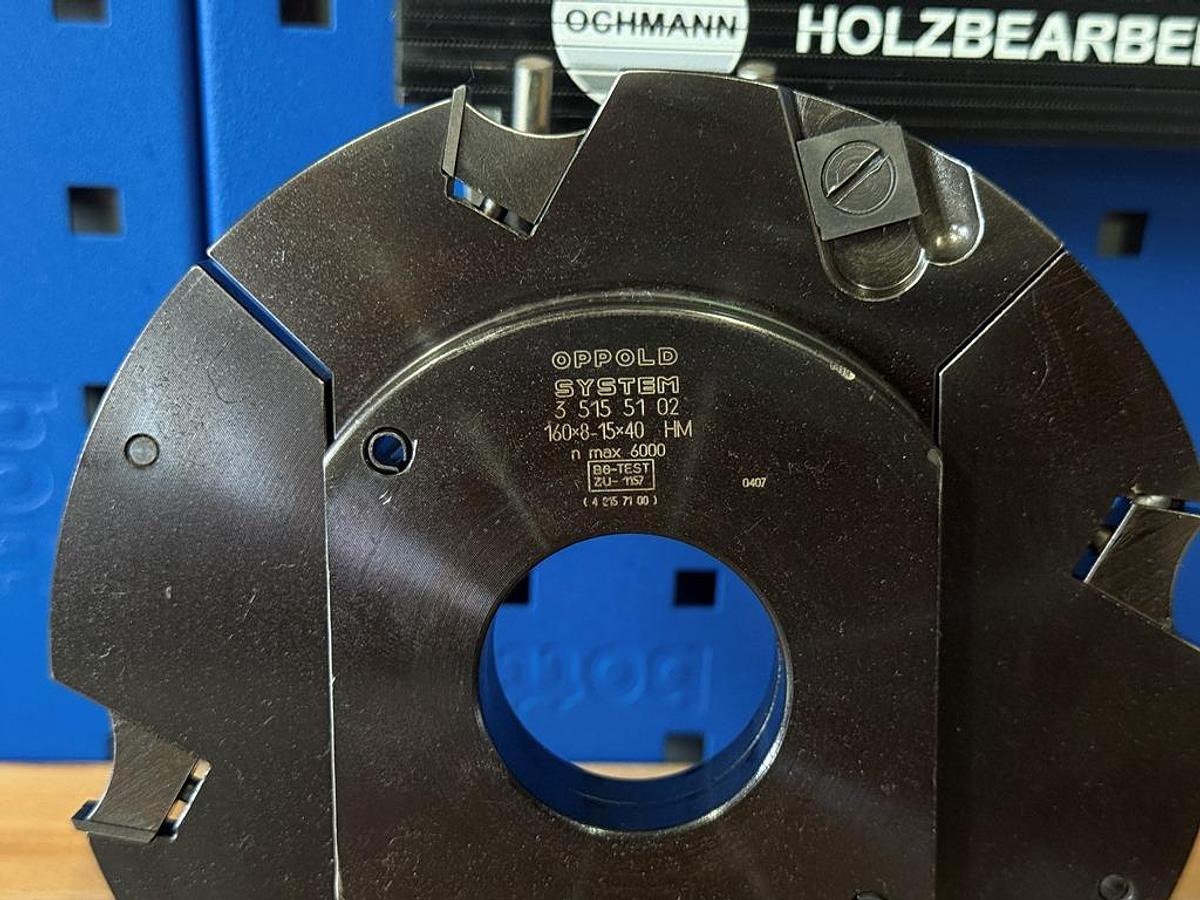 OCHMANN
HOLZBEARBEI
OPPOLD
SYSTEM
3 515 51 02
160×8-15×40 HM
n max 6000
BG-TEST
ZU- 1157
( 4 215 71 00 )
0407